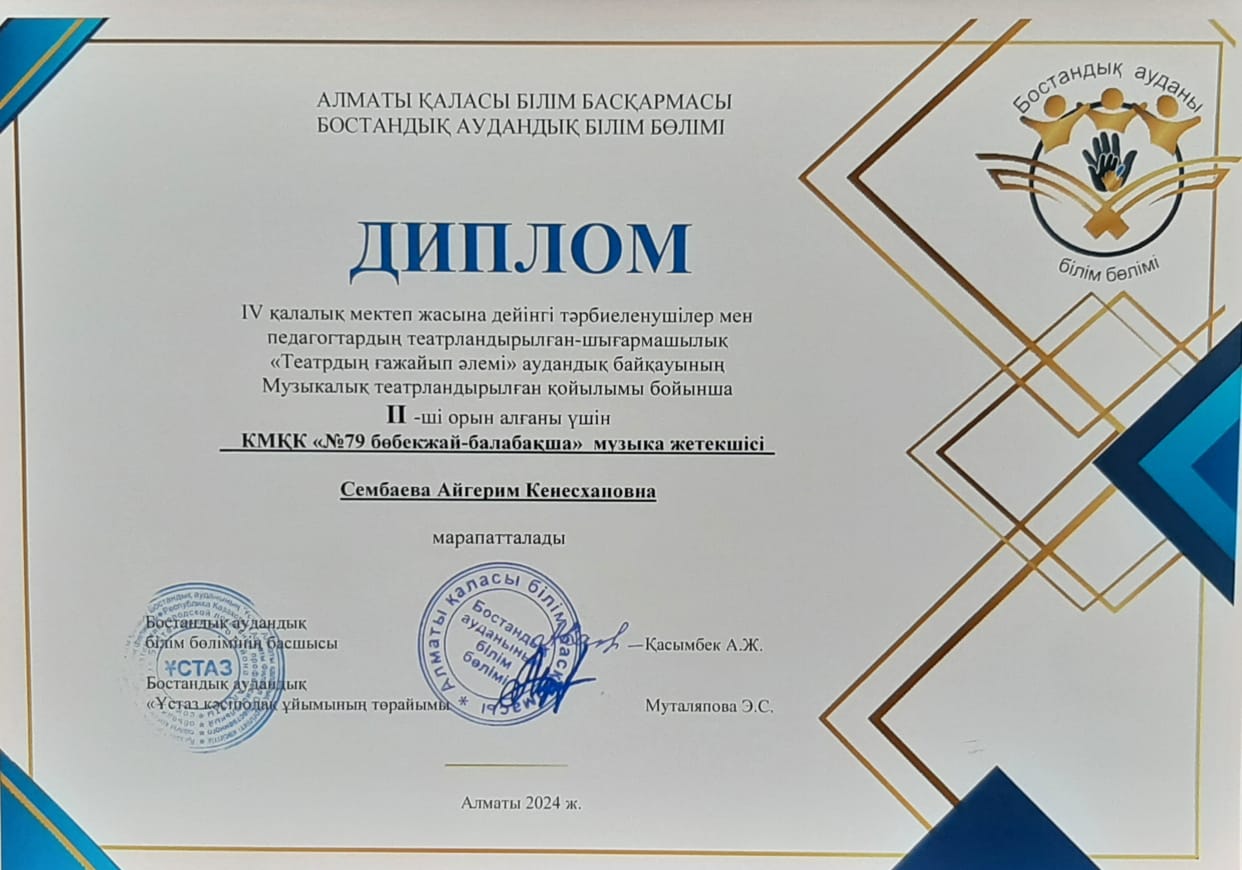 АЛМАТЫ ҚАЛАСЫ БІЛІМ БАСҚАРМАСЫ
БОСТАНДЫҚ АУДАНДЫҚ БІЛІМ БӨЛІМІ
Бостандық ауданы
білім бөлімі
ДИПЛОМ
IV қалалық мектеп жасына дейінгі тәрбиеленушілер мен
педагогтардың театрландырылған-шығармашылық
«Театрдың ғажайып әлемі» аудандық байқауының
Музыкалық театрландырылған қойылымы бойынша
II -ші орын алғаны үшін
КМҚК «№79 бөбекжай-балабақша» музыка жетекшісі
Сембаева Айгерим Кенесхановна
марапатталады
Бостандық аудандық
білім бөлімінің басшысы
Қасымбек А.Ж.
Бостандық аудандық
«Ұстаз кәсіподақ ұйымының төрайымы
Муталяпова Э.С.
ҰСТАЗ
Алматы қаласы білім басқармасы
Бостандық
ауданының
білім
бөлімі
Алматы 2024 ж.